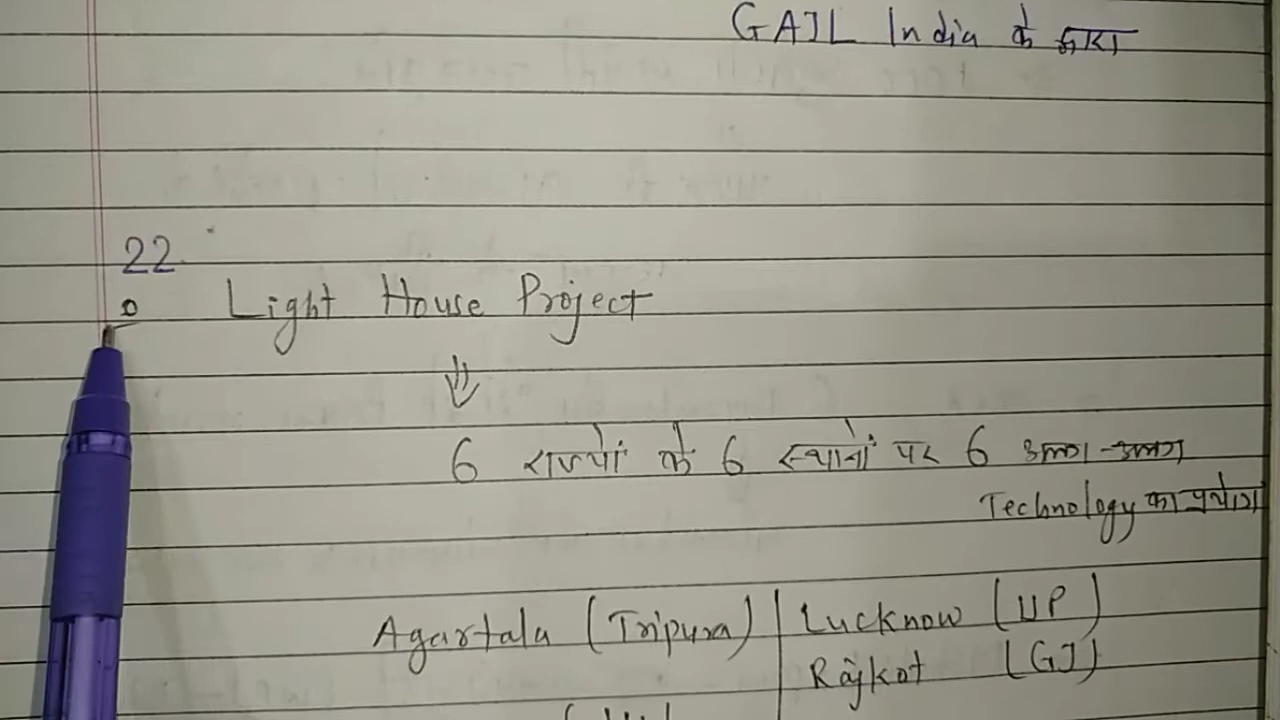 GAIL India के द्वारा
22.
Light House Project
6 राज्यों के 6 स्थानों पर 6 अलग-अलग
Technology का प्रयोग
Agartala (Tripura) | Lucknow (UP)
Rajkot (GJ)